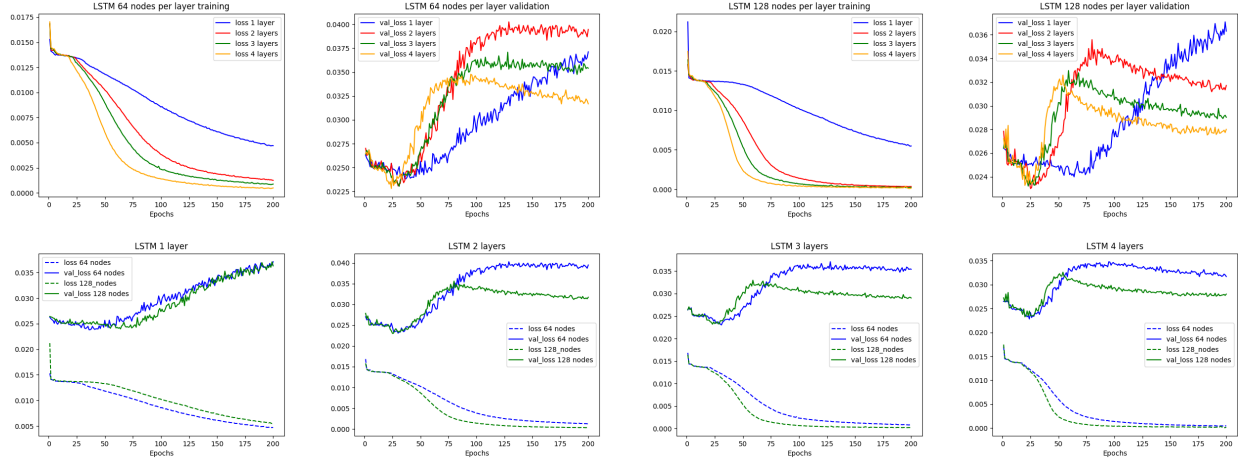 LSTM 64 nodes per layer training
0.0175
0.0150
0.0125
0.0100
0.0075
0.0050
0.0025
0.0000
loss 1 layer
loss 2 layers
loss 3 layers
loss 4 layers
0 25 50 75 100 125 150 175 200
Epochs
LSTM 64 nodes per layer validation
0.0400
0.0375
0.0350
0.0325
0.0300
0.0275
0.0250
0.0225
val_loss 1 layer
val_loss 2 layers
val_loss 3 layers
val_loss 4 layers
0 25 50 75 100 125 150 175 200
Epochs
LSTM 128 nodes per layer training
0.020
0.015
0.010
0.005
0.000
loss 1 layer
loss 2 layers
loss 3 layers
loss 4 layers
0 25 50 75 100 125 150 175 200
Epochs
LSTM 128 nodes per layer validation
0.036
0.034
0.032
0.030
0.028
0.026
0.024
val_loss 1 layer
val_loss 2 layers
val_loss 3 layers
val_loss 4 layers
0 25 50 75 100 125 150 175 200
Epochs
LSTM 1 layer
0.035
0.030
0.025
0.020
0.015
0.010
0.005
loss 64 nodes
val_loss 64 nodes
loss 128_nodes
val_loss 128 nodes
0 25 50 75 100 125 150 175 200
Epochs
LSTM 2 layers
0.040
0.035
0.030
0.025
0.020
0.015
0.010
0.005
0.000
loss 64 nodes
val_loss 64 nodes
loss 128_nodes
val_loss 128 nodes
0 25 50 75 100 125 150 175 200
Epochs
LSTM 3 layers
0.035
0.030
0.025
0.020
0.015
0.010
0.005
0.000
loss 64 nodes
val_loss 64 nodes
loss 128_nodes
val_loss 128 nodes
0 25 50 75 100 125 150 175 200
Epochs
LSTM 4 layers
0.035
0.030
0.025
0.020
0.015
0.010
0.005
0.000
loss 64 nodes
val_loss 64 nodes
loss 128_nodes
val_loss 128 nodes
0 25 50 75 100 125 150 175 200
Epochs